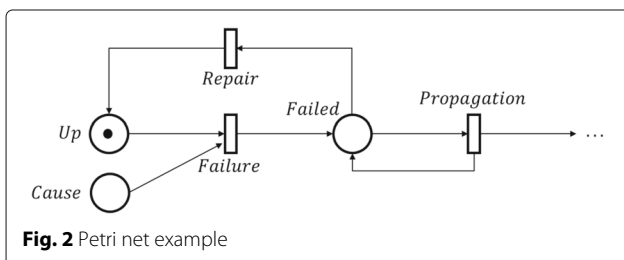 Repair
Failed
Propagation
Up
Failure
...
Cause
Fig. 2 Petri net example